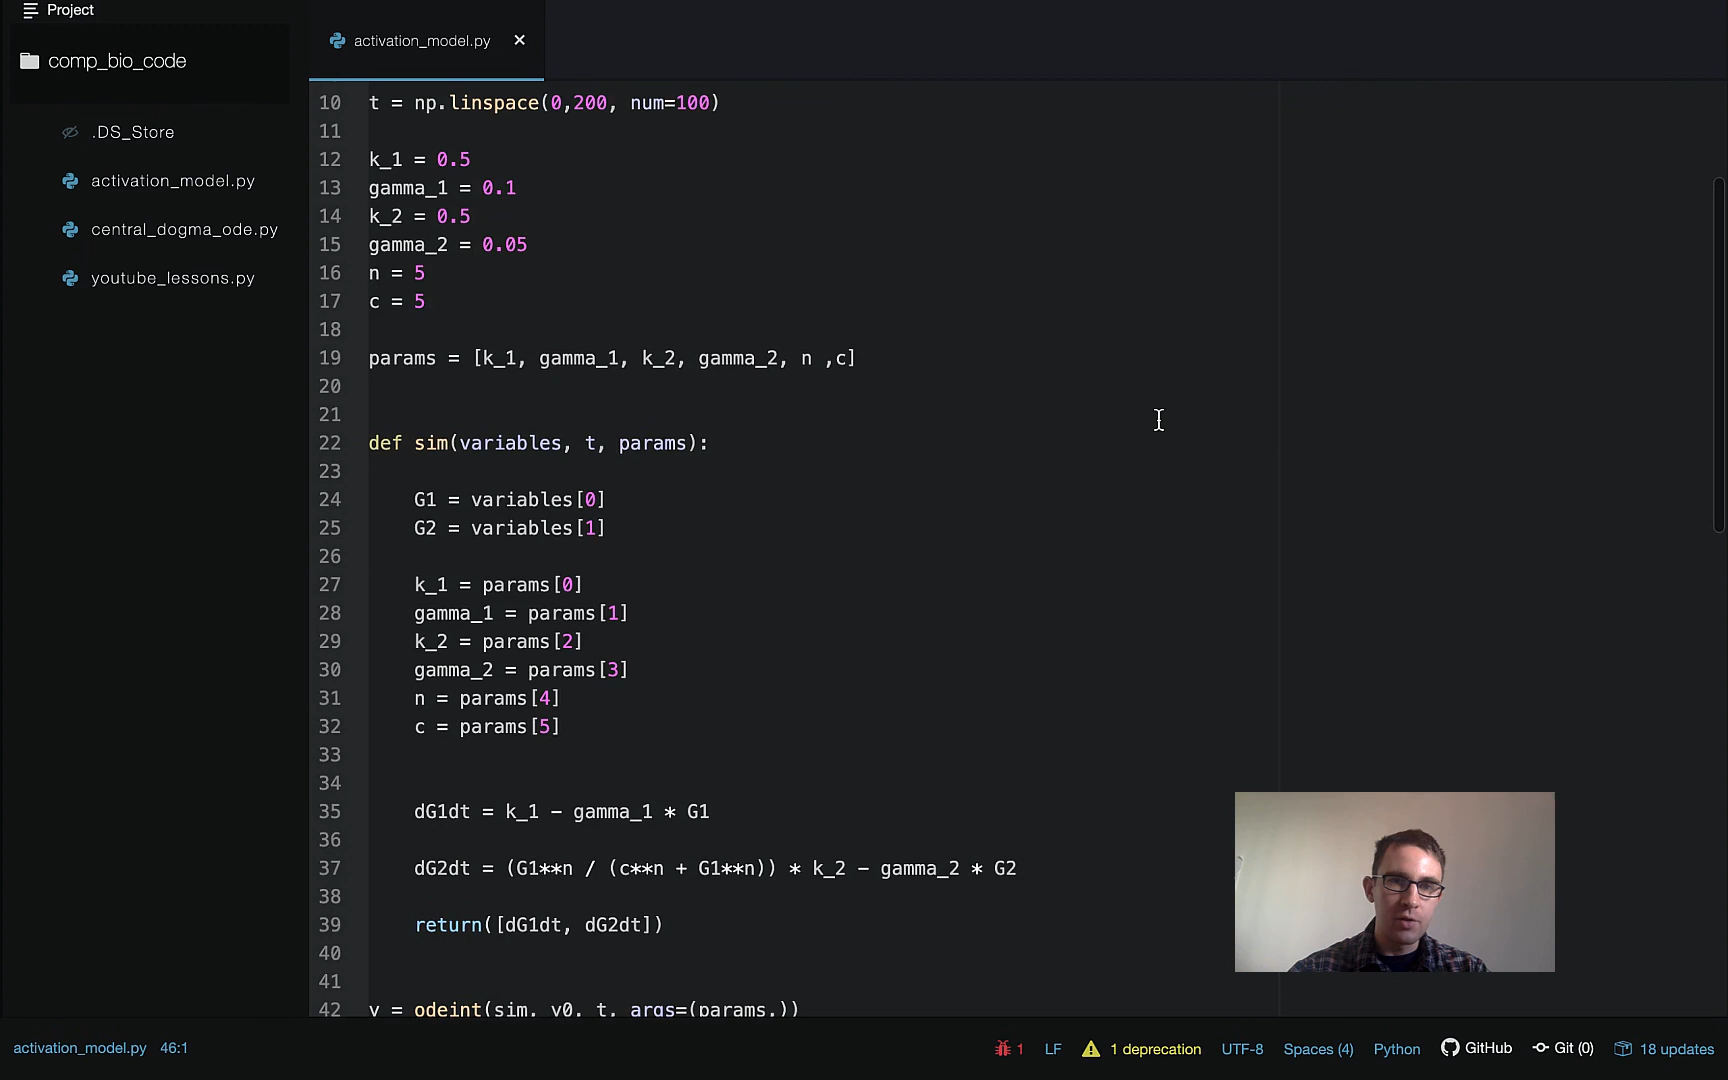 Project
activation_model.py
comp_bio_code
.DS_Store
activation_model.py
central_dogma_ode.py
youtube_lessons.py
10 t = np.linspace(0,200, num=100)
11
12 k_1 = 0.5
13 gamma_1 = 0.1
14 k_2 = 0.5
15 gamma_2 = 0.05
16 n = 5
17 c = 5
18
19 params = [k_1, gamma_1, k_2, gamma_2, n ,c]
20
21
22 def sim(variables, t, params):
23
24 G1 = variables[0]
25 G2 = variables[1]
26
27 k_1 = params[0]
28 gamma_1 = params[1]
29 k_2 = params[2]
30 gamma_2 = params[3]
31 n = params[4]
32 c = params[5]
33
34
35 dG1dt = k_1 - gamma_1 * G1
36
37 dG2dt = (G1**n / (c**n + G1**n)) * k_2 - gamma_2 * G2
38
39 return([dG1dt, dG2dt])
40
41
42 y = odeint(sim, y0, t, args=(params,))
activation_model.py 46:1 1 LF 1 deprecation UTF-8 Spaces (4) Python GitHub Git (0) 18 updates